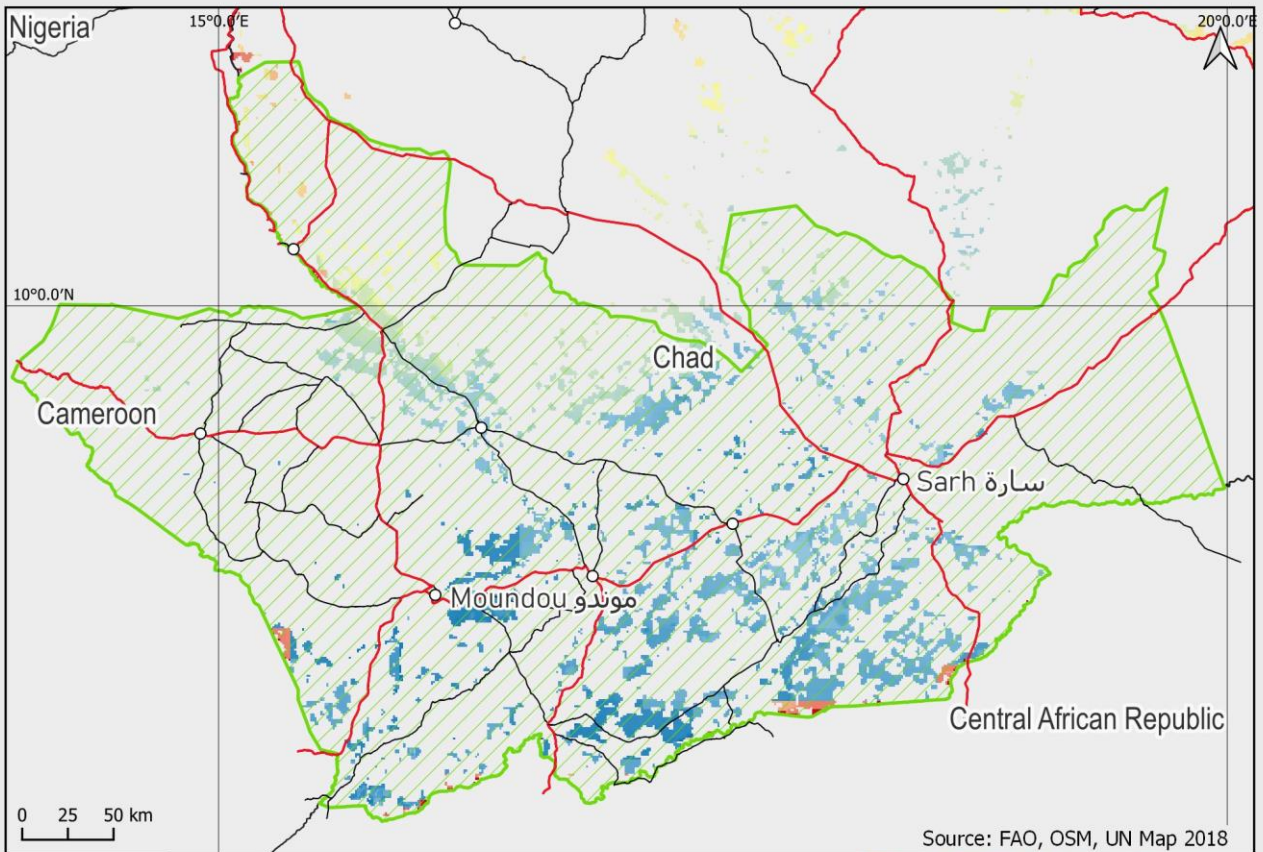 Nigeria
15°0.0'E
20°0.0'E
10°0.0'N
Chad
Cameroon
Sarh سارة
Moundou موندو
Central African Republic
0 25 50 km
Source: FAO, OSM, UN Map 2018